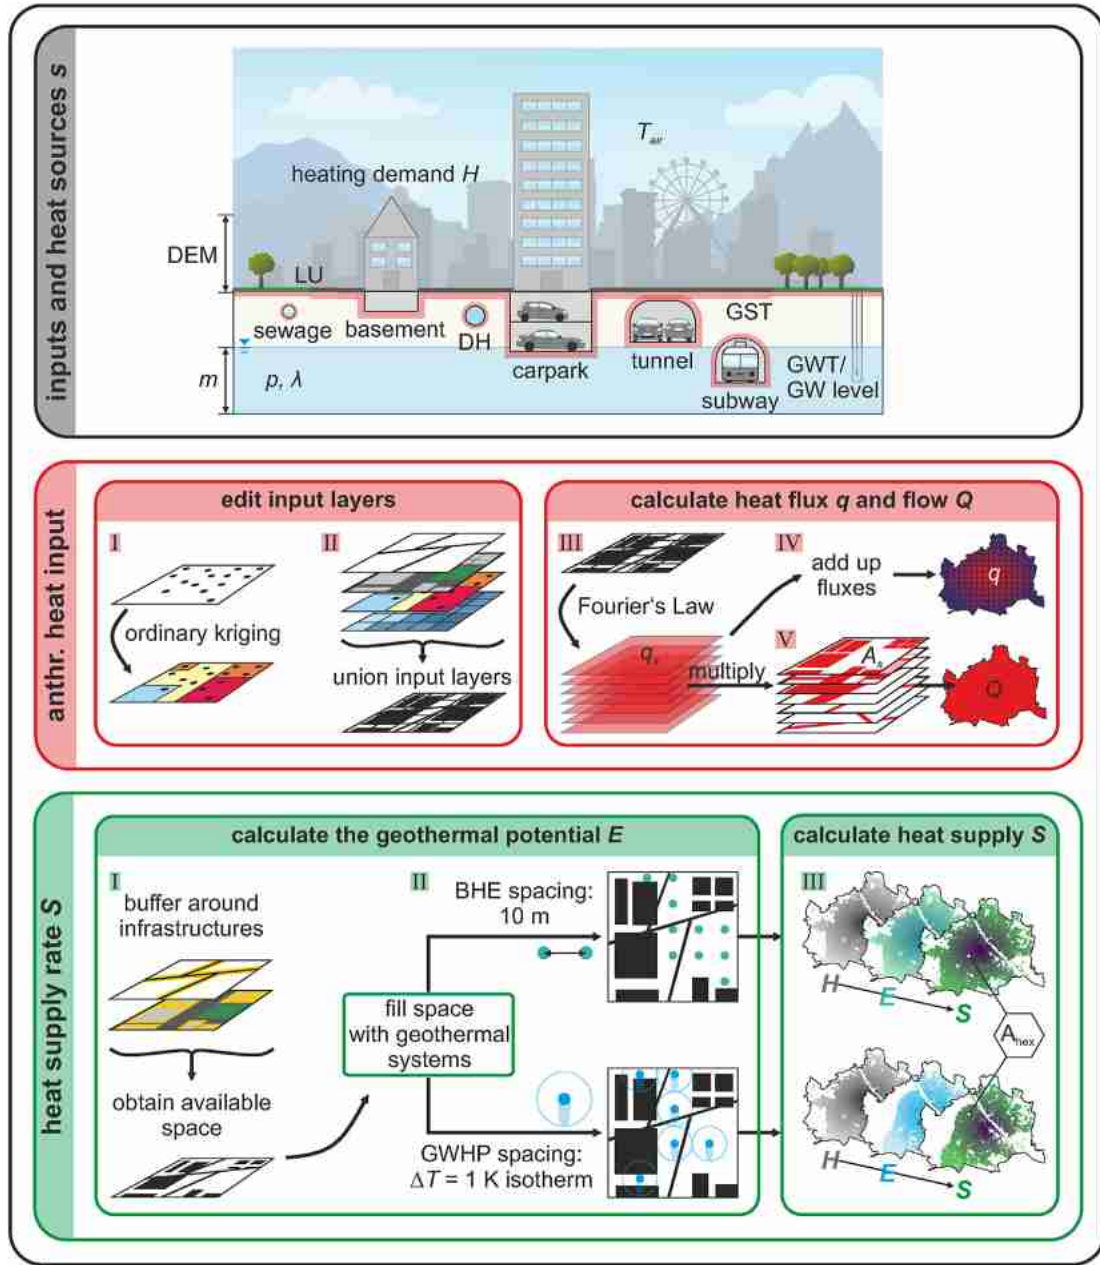 inputs and heat sources s
heating demand H
T_air
DEM
LU
sewage
basement
DH
carpark
tunnel
GST
subway
GWT/
GW level
m
p, λ
anthr. heat input
edit input layers
I
ordinary kriging
II
union input layers
calculate heat flux q and flow Q
III
Fourier's Law
q_s
multiply
IV
add up
fluxes
q
V
A_s
Q
heat supply rate S
calculate the geothermal potential E
I
buffer around
infrastructures
obtain available
space
II
BHE spacing:
10 m
fill space
with geothermal
systems
GWHP spacing:
ΔT = 1 K isotherm
calculate heat supply S
III
H
E
S
A_hex
H
E
S